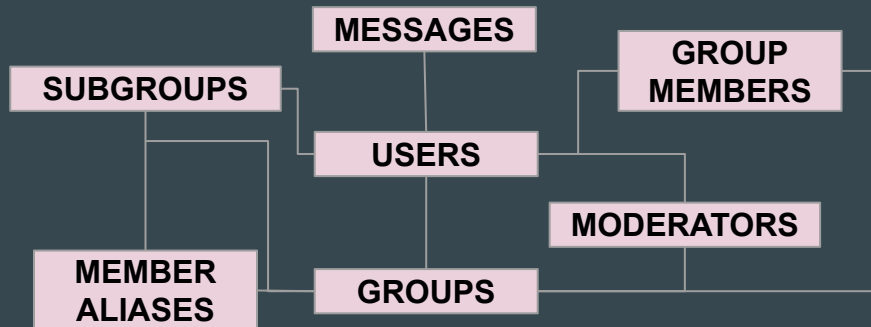 MESSAGES
GROUP
MEMBERS
SUBGROUPS
USERS
MODERATORS
MEMBER
ALIASES
GROUPS